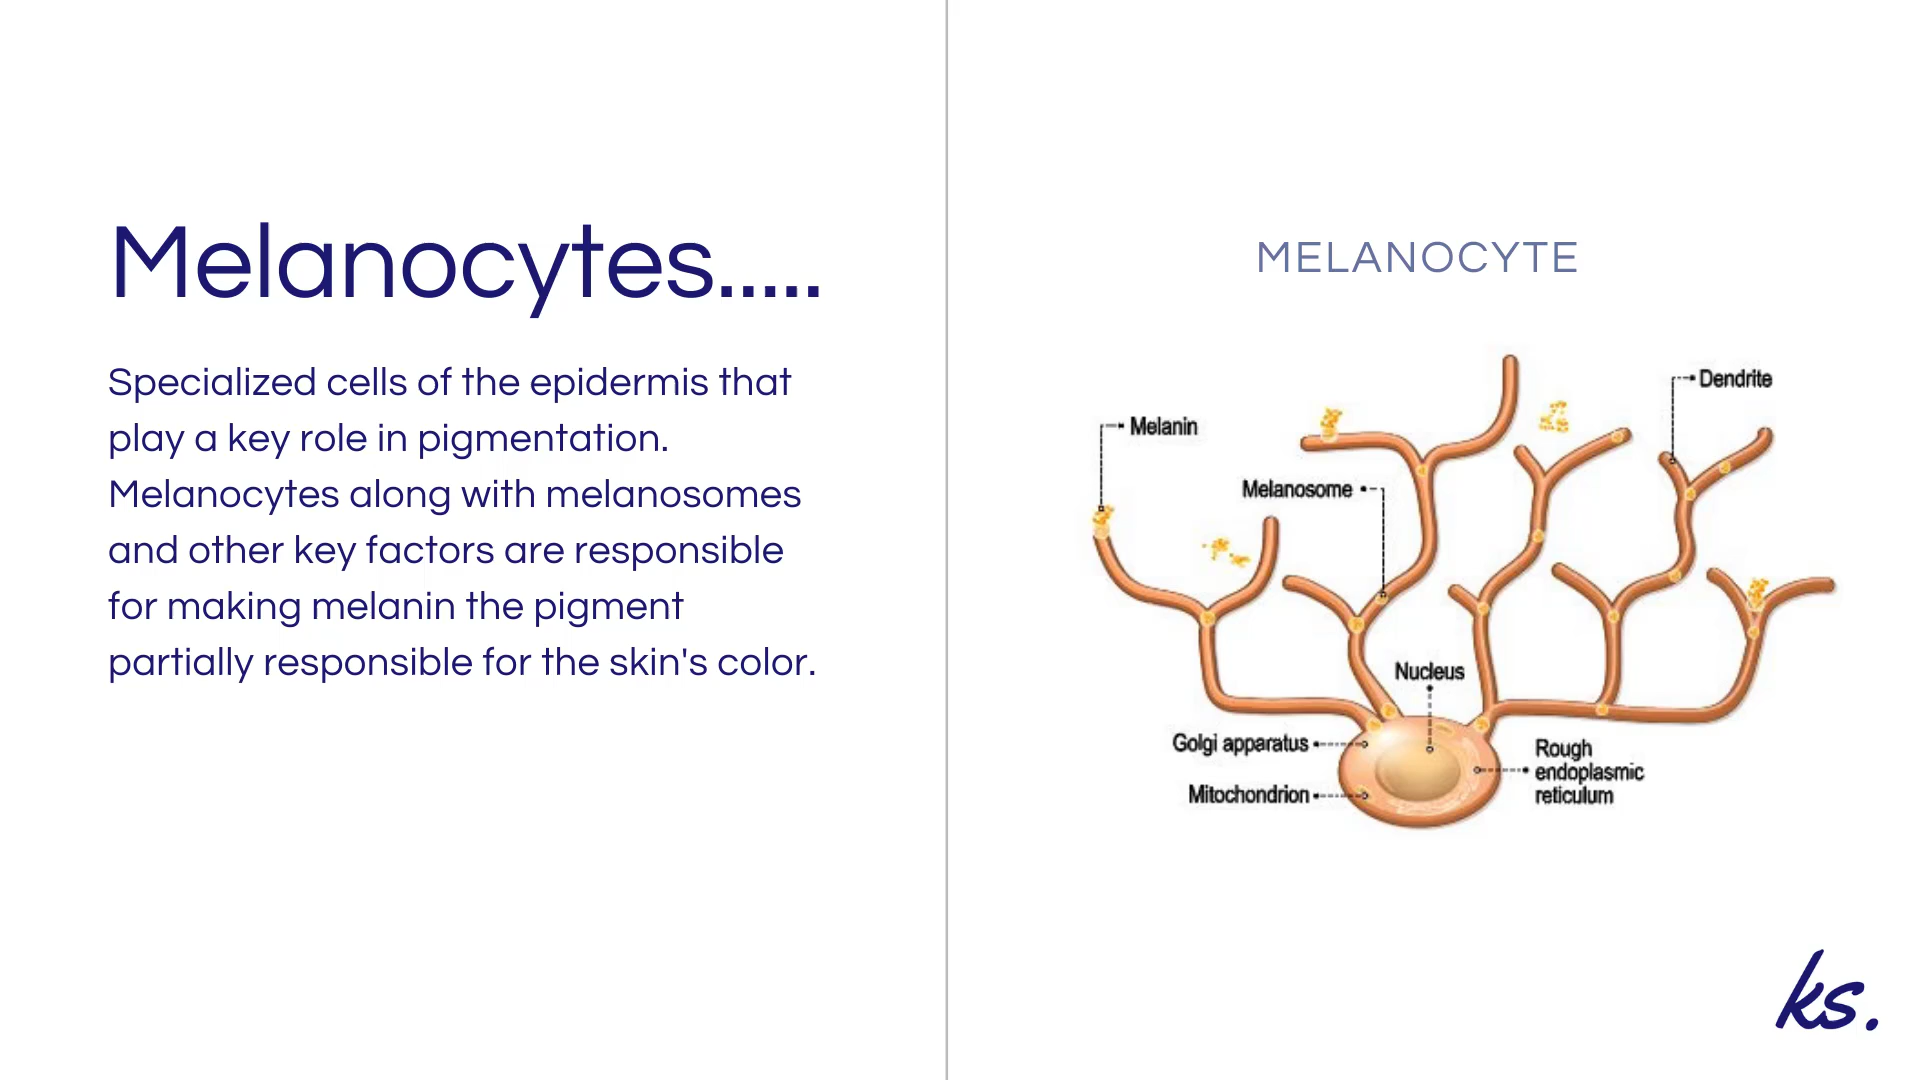 Melanocytes.....
Specialized cells of the epidermis that
play a key role in pigmentation.
Melanocytes along with melanosomes
and other key factors are responsible
for making melanin the pigment
partially responsible for the skin's color.
MELANOCYTE
Dendrite
Melanin
Melanosome
Nucleus
Golgi apparatus
Rough
endoplasmic
reticulum
Mitochondrion
ks.